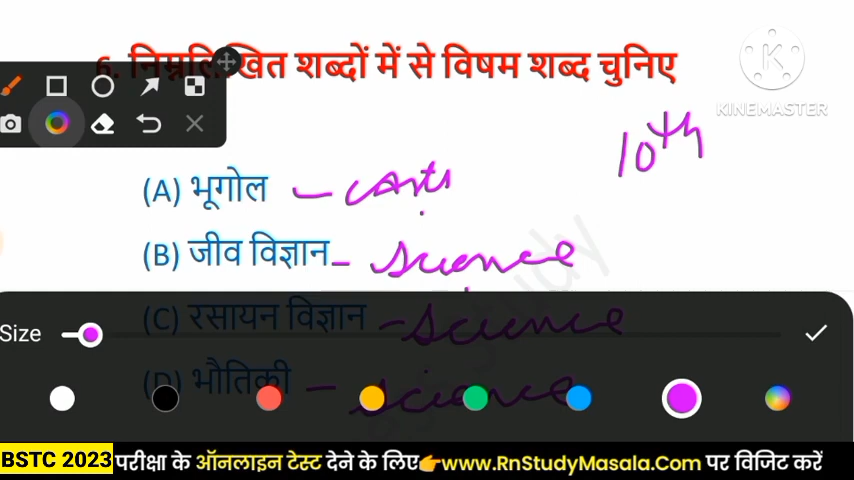 6. निम्नलिखित शब्दों में से विषम शब्द चुनिए
KINEMASTER
10th
(A) भूगोल - Arts
(B) जीव विज्ञान - Science
(C) रसायन विज्ञान - Science
Size
(D) भौतिकी - Science
BSTC 2023 परीक्षा के ऑनलाइन टेस्ट देने के लिए👉www.RnStudyMasala.Com पर विजिट करें